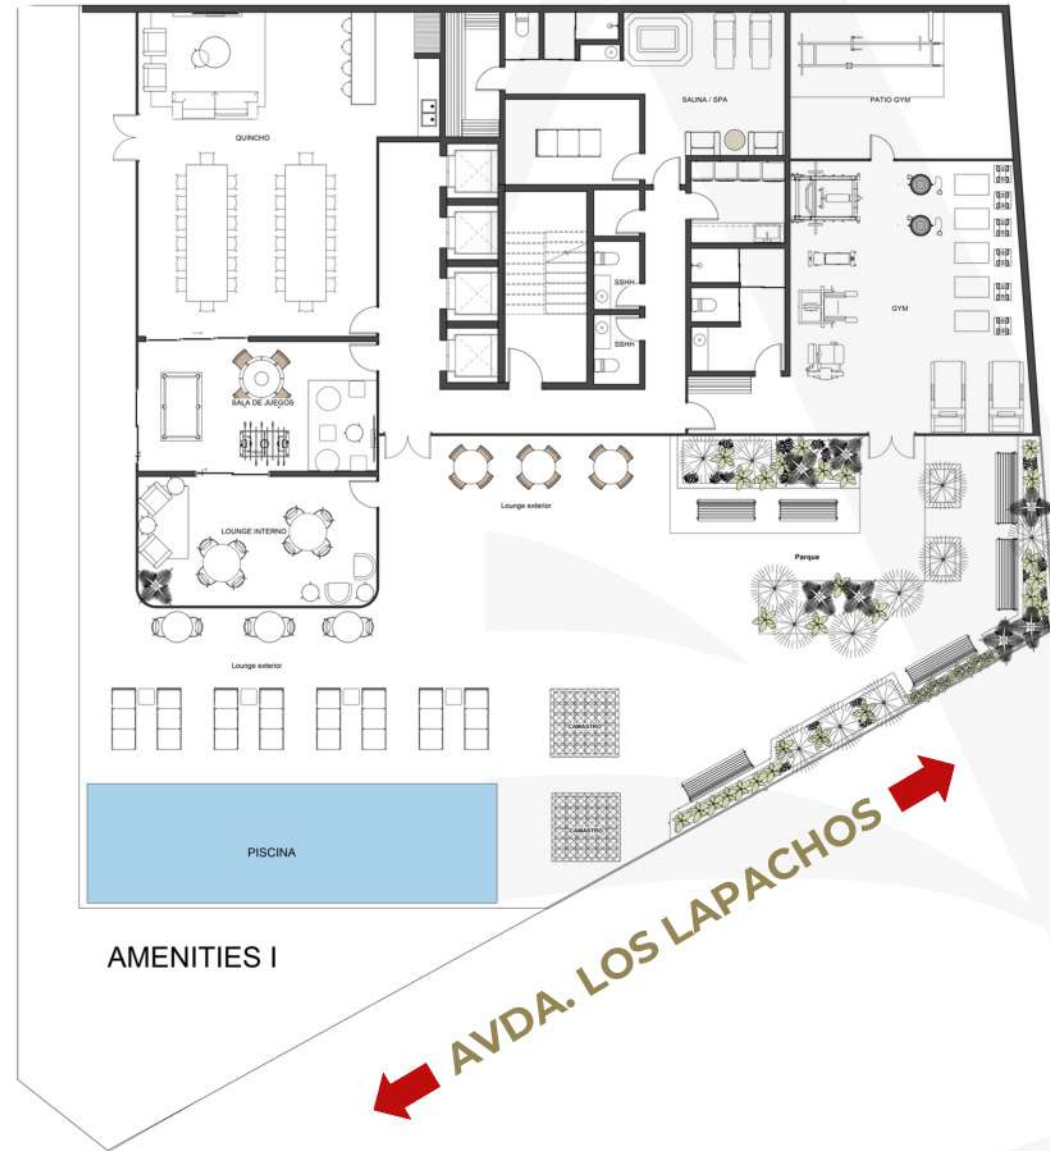 SAUNA / SPA
PATIO GYM
QUINCHO
SSHH
GYM
SSHH
SALA DE JUEGOS
Lounge exterior
LOUNGE INTERNO
Parque
Lounge exterior
CAMASTRO
CAMASTRO
PISCINA
AMENITIES I
AVDA. LOS LAPACHOS